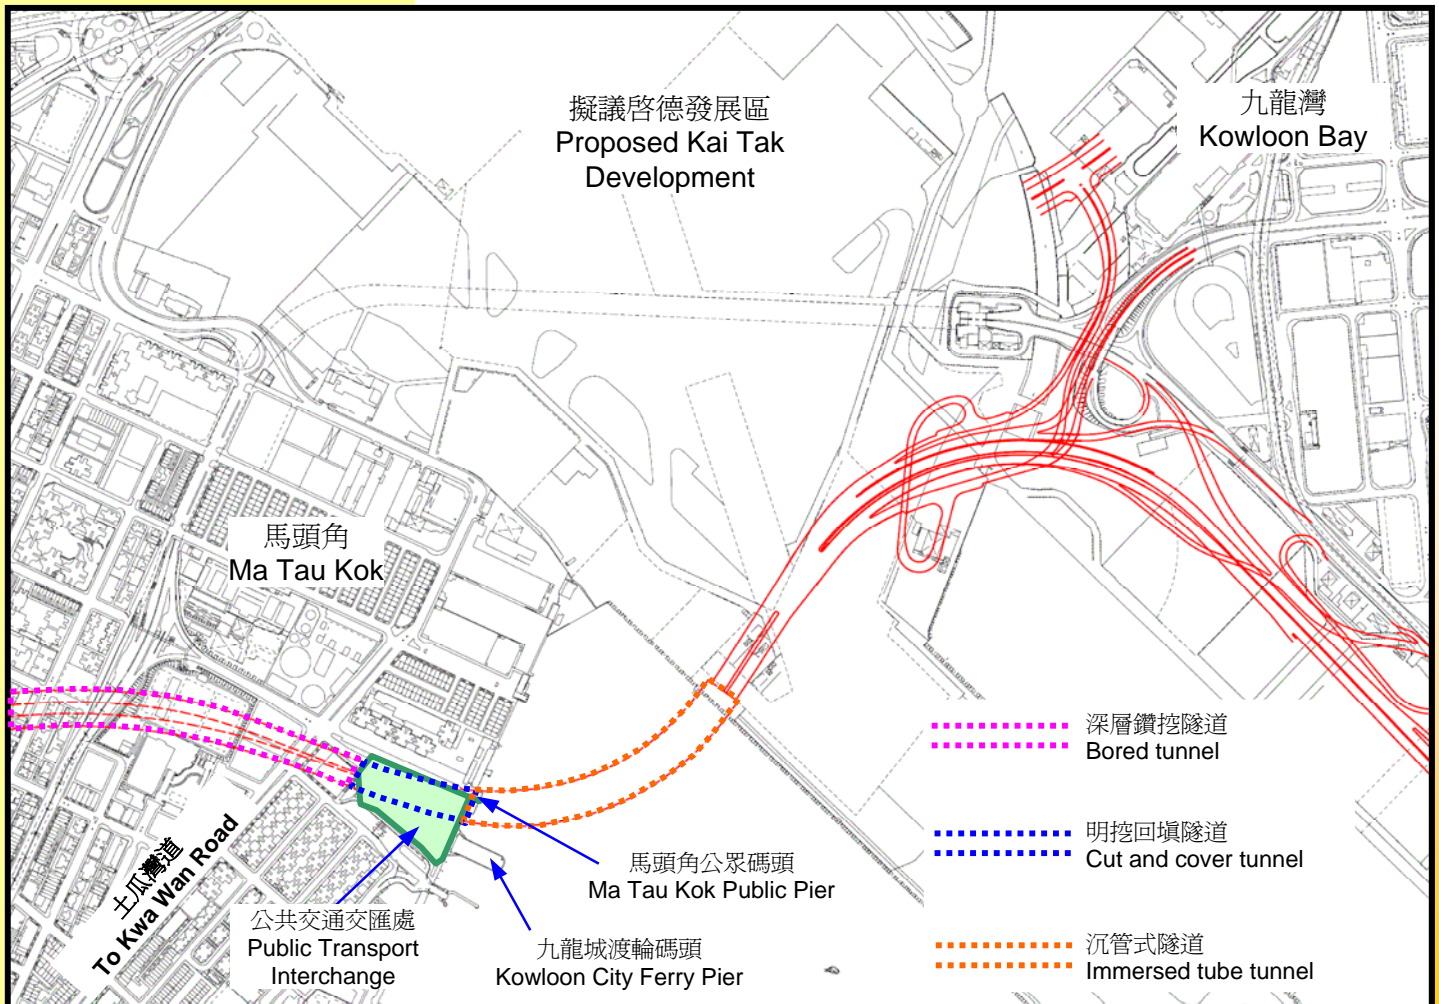 擬議啓德發展區
Proposed Kai Tak
Development
九龍灣
Kowloon Bay
馬頭角
Ma Tau Kok
深層鑽挖隧道
Bored tunnel
明挖回塡隧道
Cut and cover tunnel
沉管式隧道
Immersed tube tunnel
馬頭角公眾碼頭
Ma Tau Kok Public Pier
九龍城渡輪碼頭
Kowloon City Ferry Pier
公共交通交匯處
Public Transport
Interchange
土瓜灣道
To Kwa Wan Road